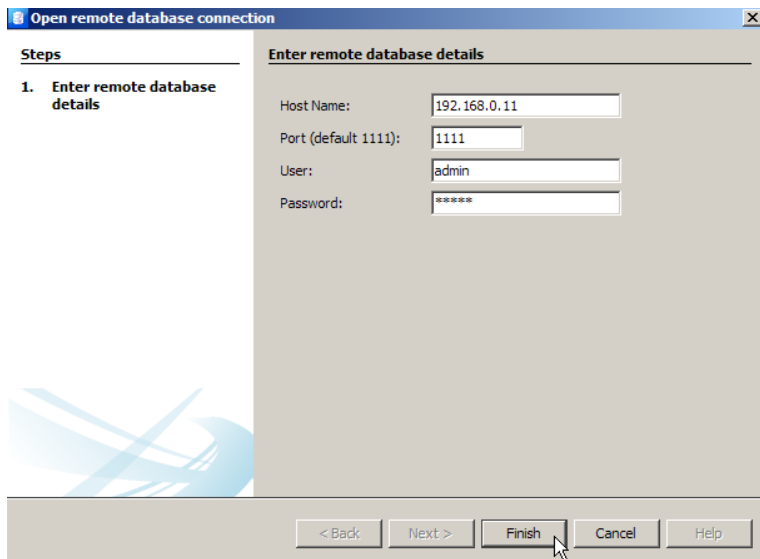 Open remote database connection
Steps
1. Enter remote database
details
Enter remote database details
Host Name: 192.168.0.11
Port (default 1111): 1111
User: admin
Password: *****
< Back Next > Finish Cancel Help